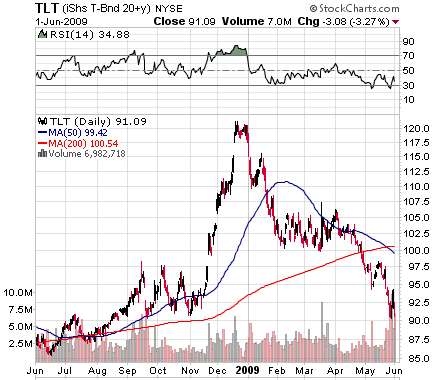 TLT (iShs T-Bnd 20+y) NYSE © StockCharts.com
1-Jun-2009 Close 91.09 Volume 7.0M Chg -3.08 (-3.27%)
RSI(14) 34.88
90
70
50
30
10
TLT (Daily) 91.09
MA(50) 99.42
MA(200) 100.54
Volume 6,982,718
120.0
117.5
115.0
112.5
110.0
107.5
105.0
102.5
100.0
97.5
95.0
10.0M 92.5
7.5M 90.0
5.0M 87.5
2.5M 85.0
Jun Jul Aug Sep Oct Nov Dec 2009 Feb Mar Apr May Jun